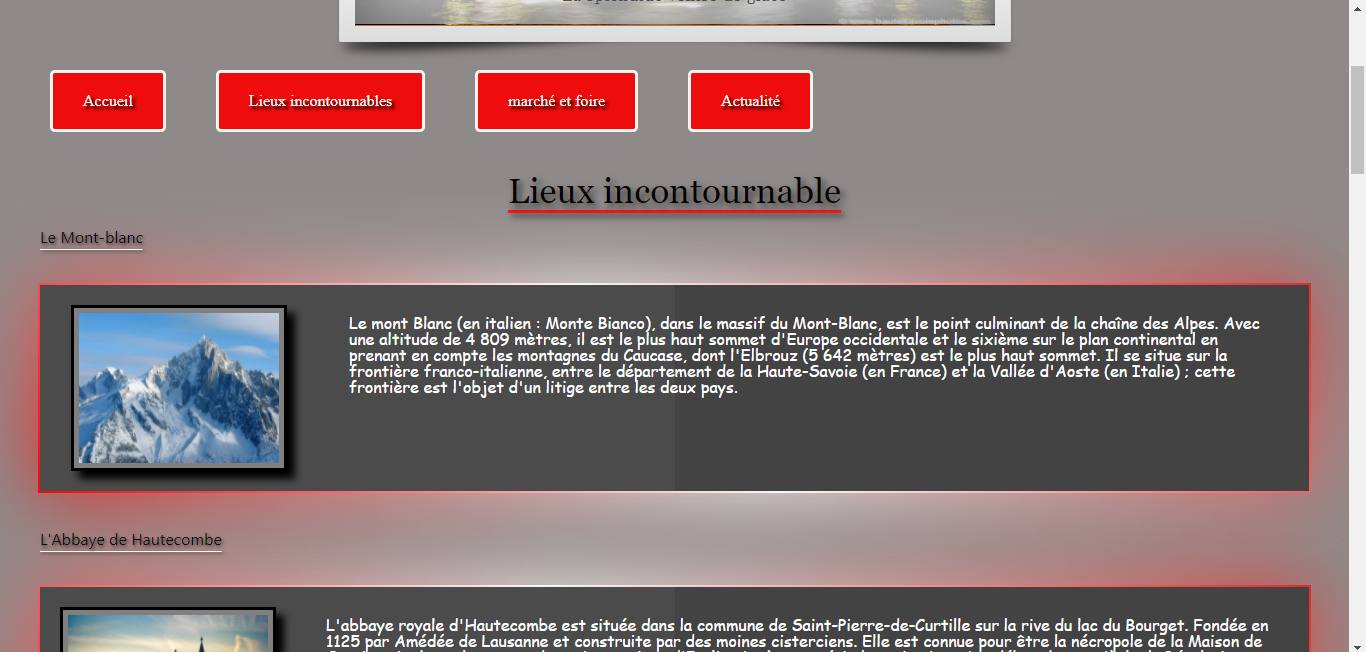 La splendide
Accueil
Lieux incontournables
marché et foire
Actualité
Lieux incontournable
Le Mont-blanc
Le mont Blanc (en italien : Monte Bianco), dans le massif du Mont-Blanc, est le point culminant de la chaîne des Alpes. Avec
une altitude de 4 809 mètres, il est le plus haut sommet d'Europe occidentale et le sixième sur le plan continental en
prenant en compte les montagnes du Caucase, dont l'Elbrouz (5 642 mètres) est le plus haut sommet. Il se situe sur la
frontière franco-italienne, entre le département de la Haute-Savoie (en France) et la Vallée d'Aoste (en Italie) ; cette
frontière est l'objet d'un litige entre les deux pays.
L'Abbaye de Hautecombe
L'abbaye royale d'Hautecombe est située dans la commune de Saint-Pierre-de-Curtille sur la rive du lac du Bourget. Fondée en
1125 par Amédée de Lausanne et construite par des moines cisterciens. Elle est connue pour être la nécropole de la Maison de